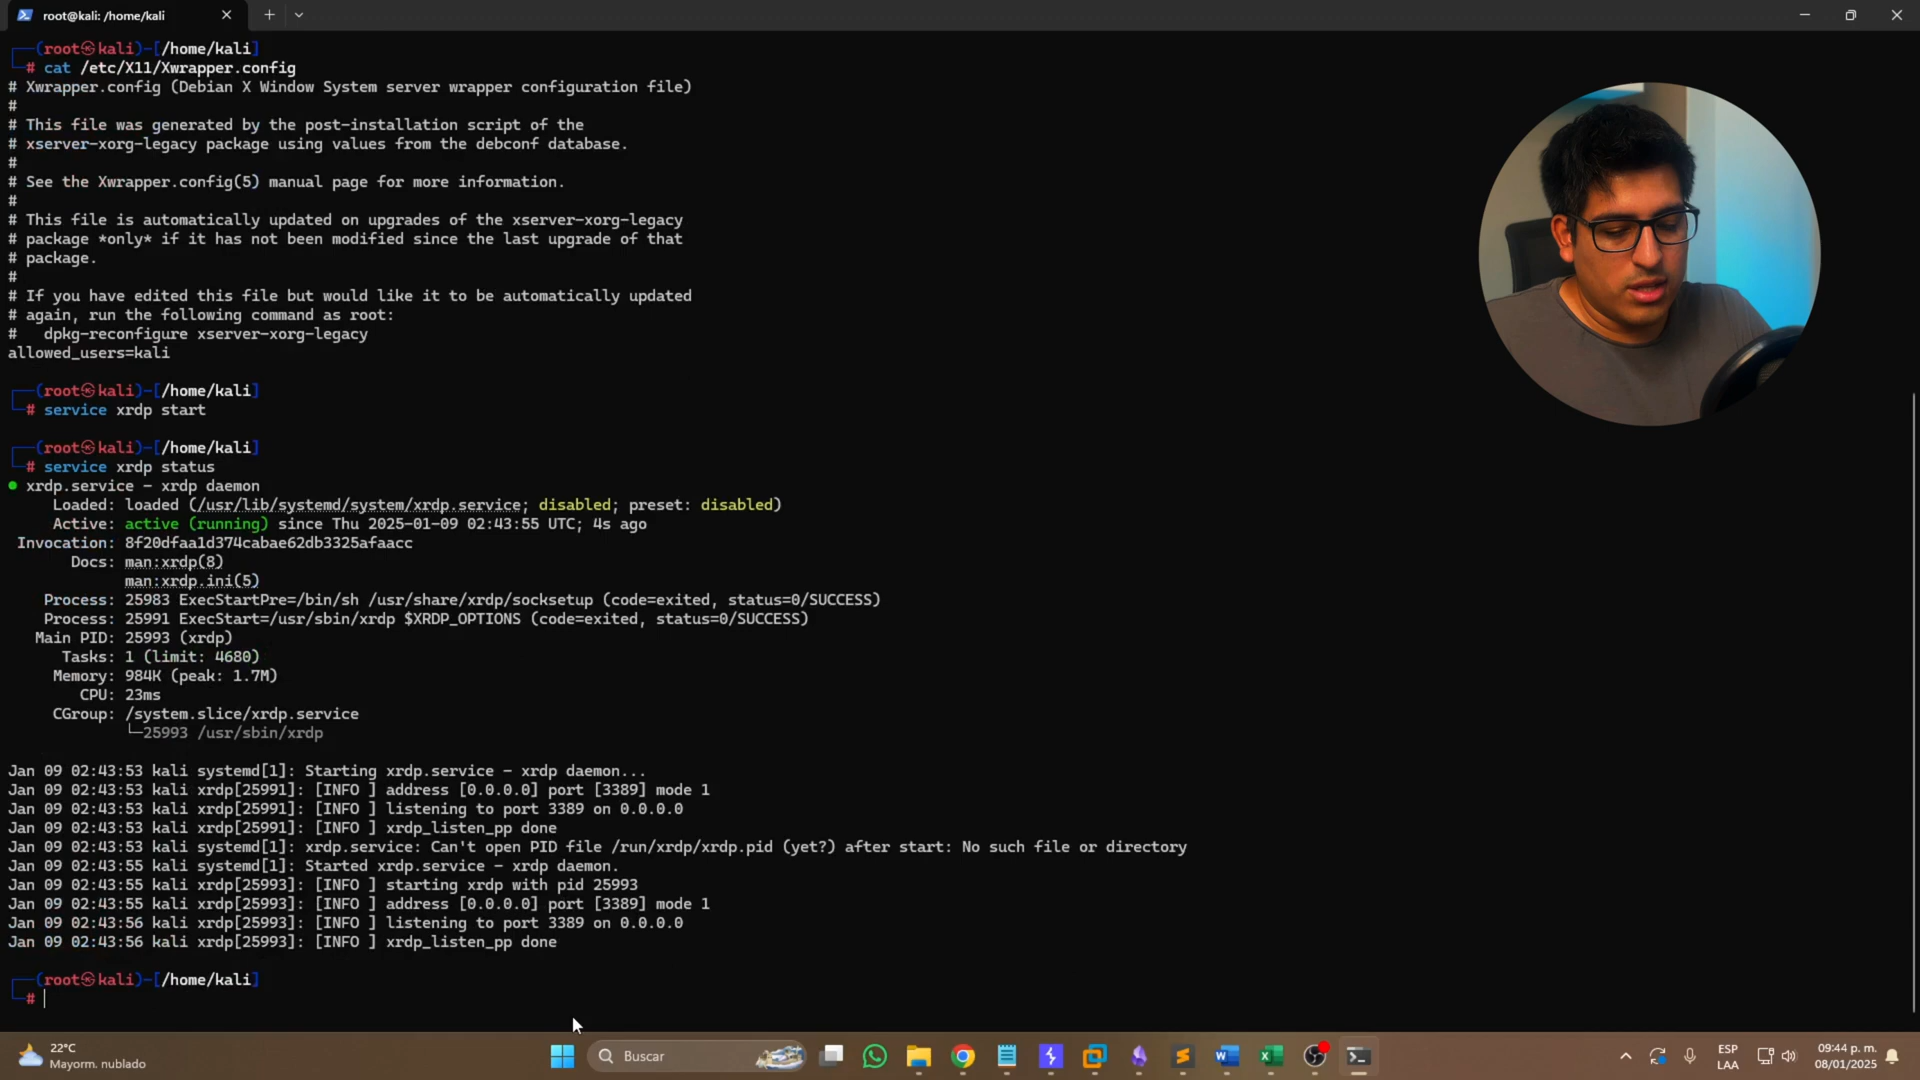 root@kali: /home/kali
┌──(root㉿kali)-[/home/kali]
└─# cat /etc/X11/Xwrapper.config
# Xwrapper.config (Debian X Window System server wrapper configuration file)
#
# This file was generated by the post-installation script of the
# xserver-xorg-legacy package using values from the debconf database.
#
# See the Xwrapper.config(5) manual page for more information.
#
# This file is automatically updated on upgrades of the xserver-xorg-legacy
# package *only* if it has not been modified since the last upgrade of that
# package.
#
# If you have edited this file but would like it to be automatically updated
# again, run the following command as root:
#   dpkg-reconfigure xserver-xorg-legacy
allowed_users=kali
┌──(root㉿kali)-[/home/kali]
└─# service xrdp start
┌──(root㉿kali)-[/home/kali]
└─# service xrdp status
● xrdp.service - xrdp daemon
Loaded: loaded (/usr/lib/systemd/system/xrdp.service; disabled; preset: disabled)
Active: active (running) since Thu 2025-01-09 02:43:55 UTC; 4s ago
Invocation: 8f20dfaa1d374cabae62db3325afaacc
Docs: man:xrdp(8)
man:xrdp.ini(5)
Process: 25983 ExecStartPre=/bin/sh /usr/share/xrdp/socksetup (code=exited, status=0/SUCCESS)
Process: 25991 ExecStart=/usr/sbin/xrdp $XRDP_OPTIONS (code=exited, status=0/SUCCESS)
Main PID: 25993 (xrdp)
Tasks: 1 (limit: 4680)
Memory: 984K (peak: 1.7M)
CPU: 23ms
CGroup: /system.slice/xrdp.service
└─25993 /usr/sbin/xrdp
Jan 09 02:43:53 kali systemd[1]: Starting xrdp.service - xrdp daemon...
Jan 09 02:43:53 kali xrdp[25991]: [INFO ] address [0.0.0.0] port [3389] mode 1
Jan 09 02:43:53 kali xrdp[25991]: [INFO ] listening to port 3389 on 0.0.0.0
Jan 09 02:43:53 kali xrdp[25991]: [INFO ] xrdp_listen_pp done
Jan 09 02:43:53 kali systemd[1]: xrdp.service: Can't open PID file /run/xrdp/xrdp.pid (yet?) after start: No such file or directory
Jan 09 02:43:55 kali systemd[1]: Started xrdp.service - xrdp daemon.
Jan 09 02:43:55 kali xrdp[25993]: [INFO ] starting xrdp with pid 25993
Jan 09 02:43:55 kali xrdp[25993]: [INFO ] address [0.0.0.0] port [3389] mode 1
Jan 09 02:43:56 kali xrdp[25993]: [INFO ] listening to port 3389 on 0.0.0.0
Jan 09 02:43:56 kali xrdp[25993]: [INFO ] xrdp_listen_pp done
┌──(root㉿kali)-[/home/kali]
└─#
22°C
Mayorm. nublado
Buscar
ESP
LAA
09:44 p. m.
08/01/2025